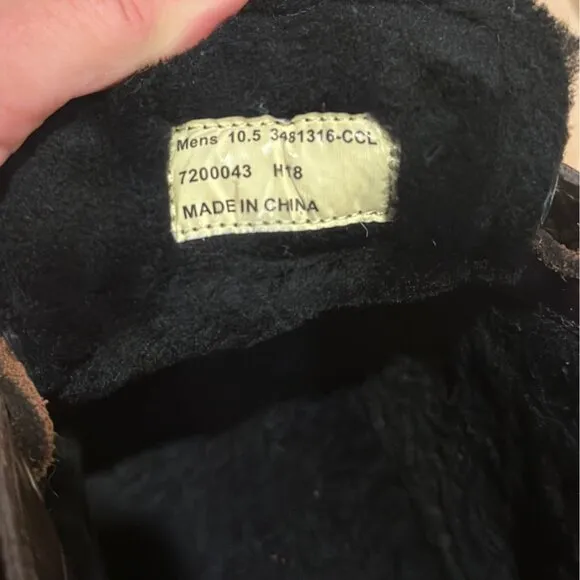 Mens 10.5 3481316-CCL
7200043 H18
MADE IN CHINA